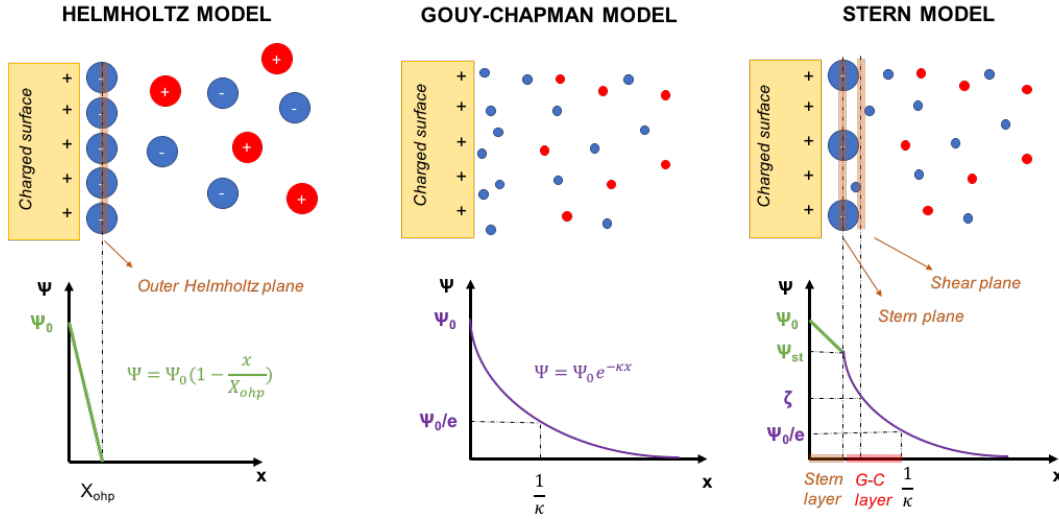 HELMHOLTZ MODEL
Charged surface
+
+
+
+
+
-
-
-
-
-
+
-
+
-
-
+
-
+
Outer Helmholtz plane
Ψ
Ψ₀
Ψ = Ψ₀(1 - x/Xohp)
x
Xohp
GOUY-CHAPMAN MODEL
Charged surface
+
+
+
+
+
Ψ
Ψ₀
Ψ = Ψ₀e^−κx
Ψ₀/e
x
1/κ
STERN MODEL
Charged surface
+
+
+
+
+
-
-
-
Shear plane
Stern plane
Ψ
Ψ₀
Ψst
ζ
Ψ₀/e
x
Stern
layer
G-C
layer
1/κ